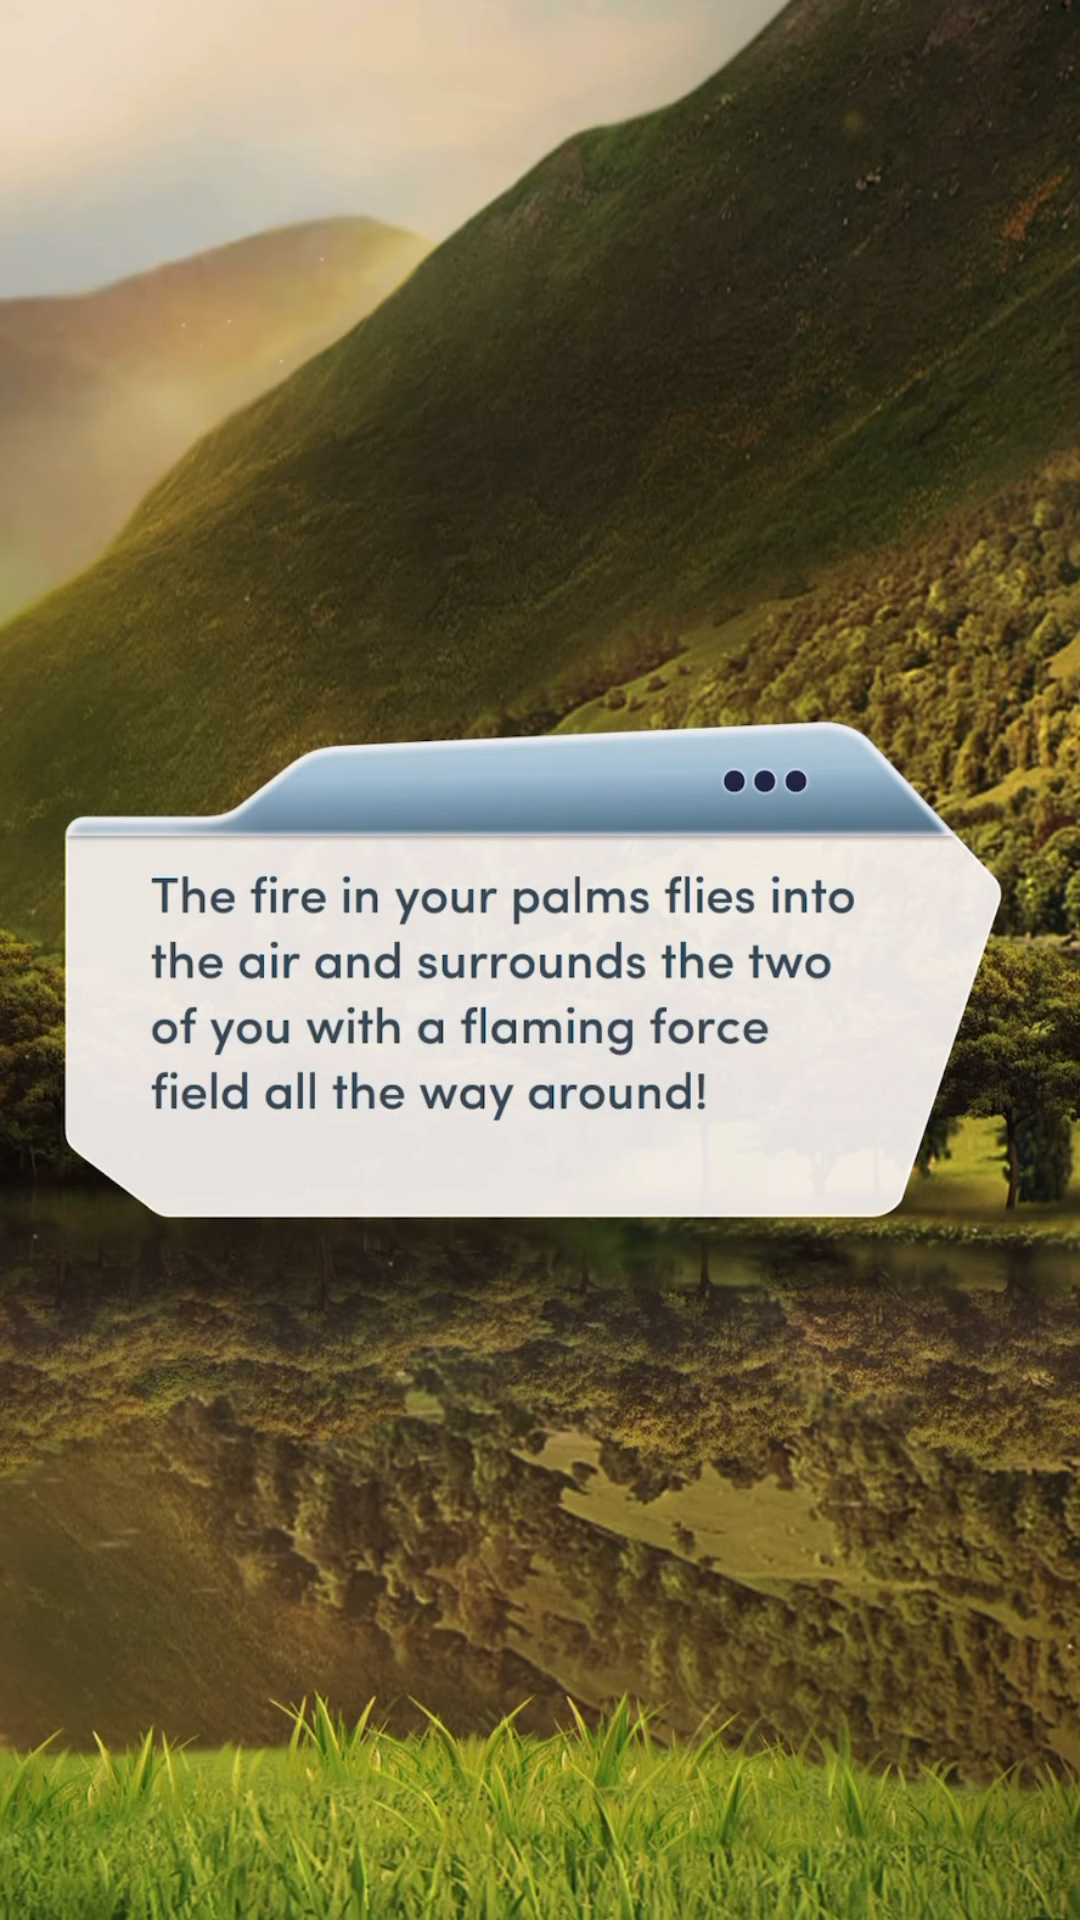 The fire in your palms flies into
the air and surrounds the two
of you with a flaming force
field all the way around!